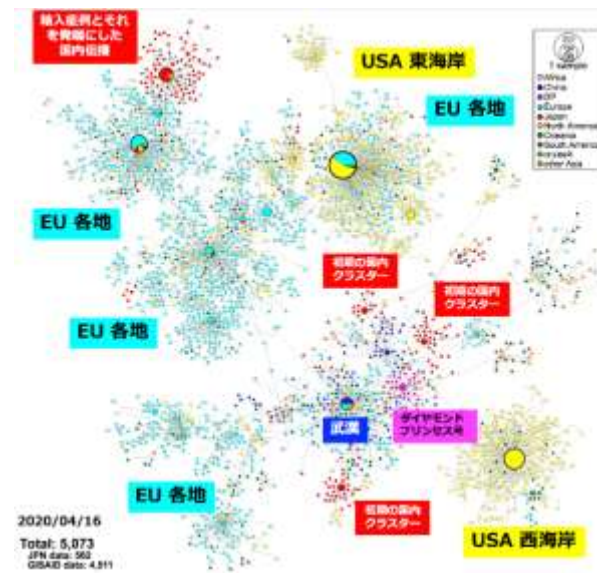 輸入症例とそれ
を発端にした
国内伝播
USA 東海岸
EU 各地
EU 各地
EU 各地
初期の国内
クラスター
初期の国内
クラスター
武漢
ダイヤモンド
プリンセス号
EU 各地
初期の国内
クラスター
USA 西海岸
1 sample
Africa
China
DP
Europe
Japan
North America
Oceania
South America
other Asia
2020/04/16
Total: 5,073
JPN data: 562
GISAID data: 4,511